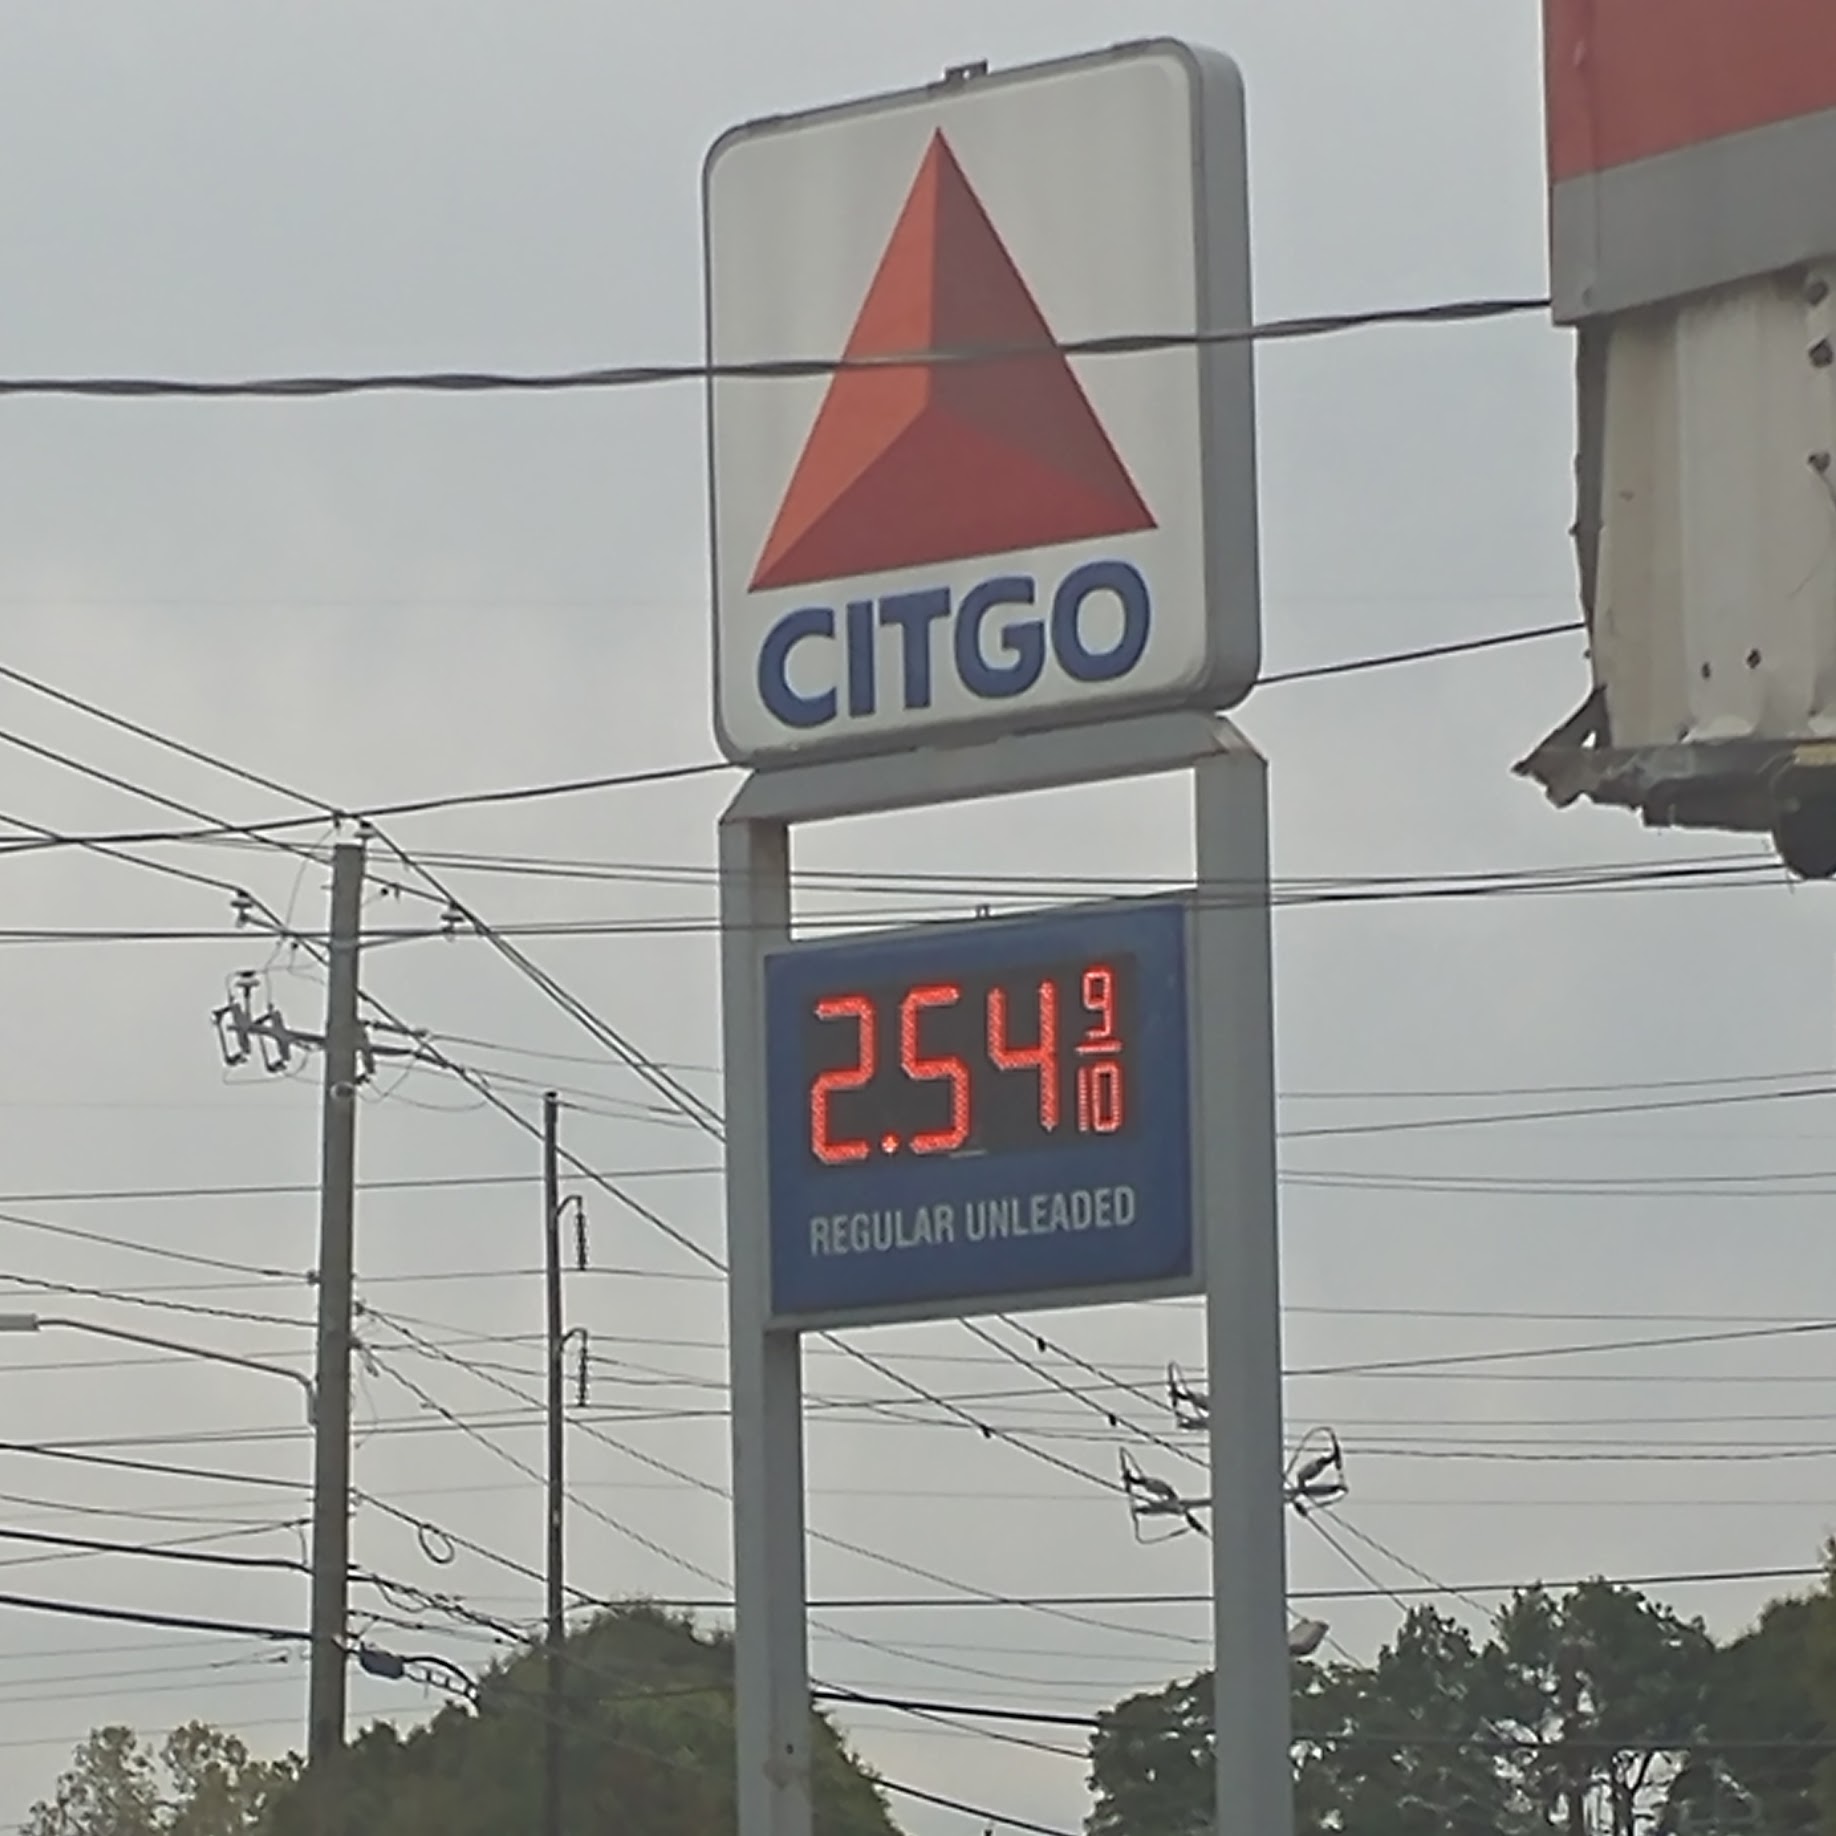 CITGO
2.54 9/10
REGULAR UNLEADED